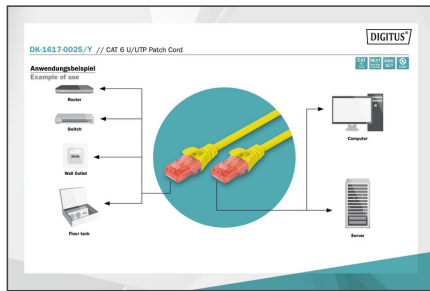 DIGITUS®
DK-1617-0025/Y // CAT 6 U/UTP Patch Cord
Anwendungsbeispiel
Example of use
Router
Switch
Wall Outlet
Floor tank
Computer
Server